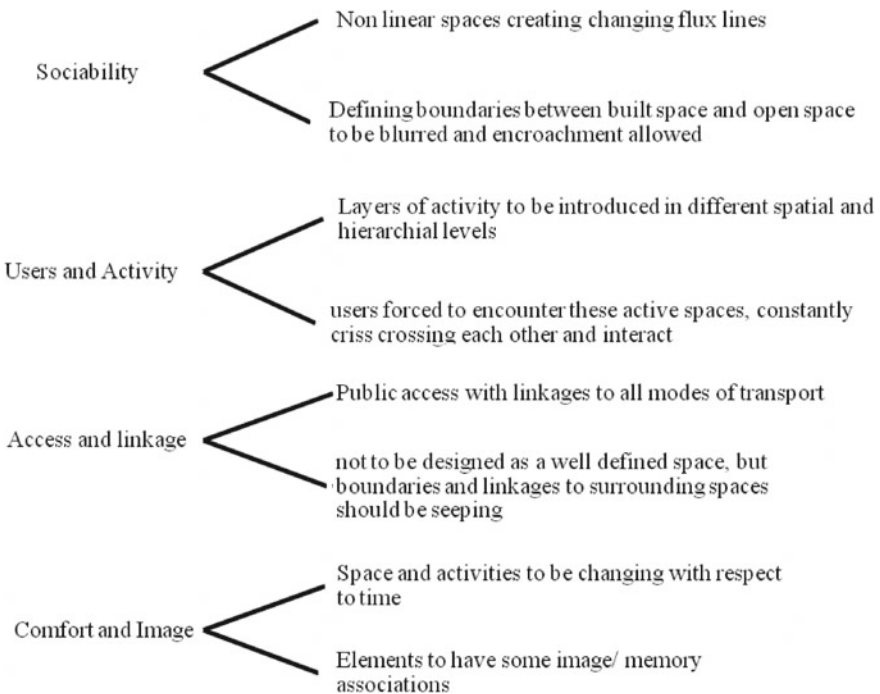 Non linear spaces creating changing flux lines
Sociability
Defining boundaries between built space and open space
to be blurred and encroachment allowed
Layers of activity to be introduced in different spatial and
hierarchial levels
Users and Activity
users forced to encounter these active spaces, constantly
criss crossing each other and interact
Public access with linkages to all modes of transport
Access and linkage
not to be designed as a well defined space, but
boundaries and linkages to surrounding spaces
should be seeping
Space and activities to be changing with respect
to time
Comfort and Image
Elements to have some image/ memory
associations